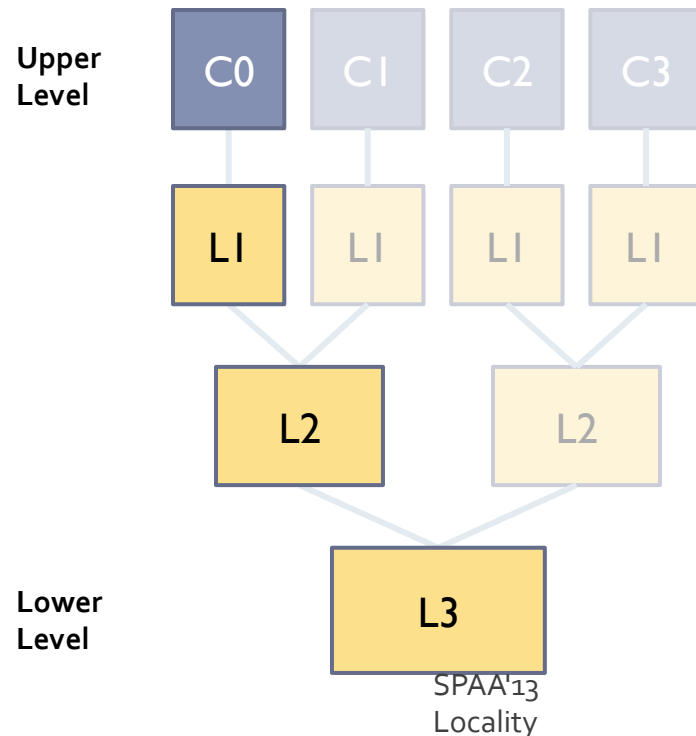 Upper
Level
C0 C1 C2 C3
L1 L1 L1 L1
L2 L2
Lower
Level
L3
SPAA'13
Locality